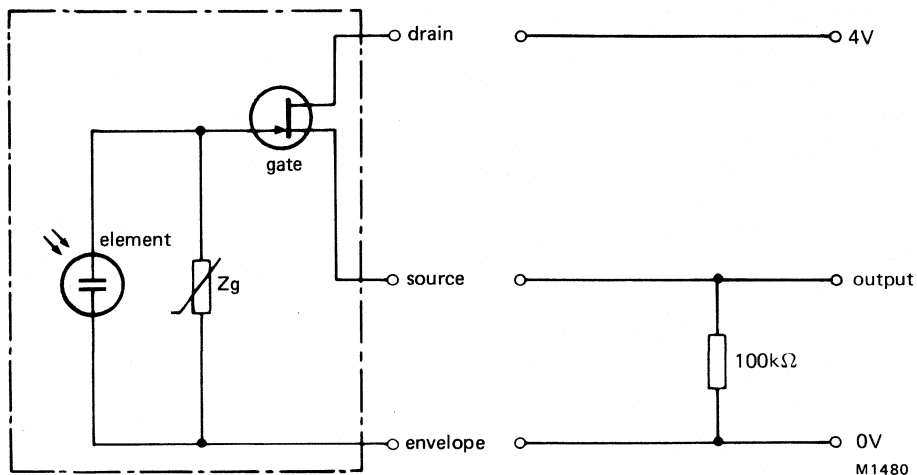 drain
4V
gate
element
Zg
source
output
100kΩ
envelope
0V
M1480